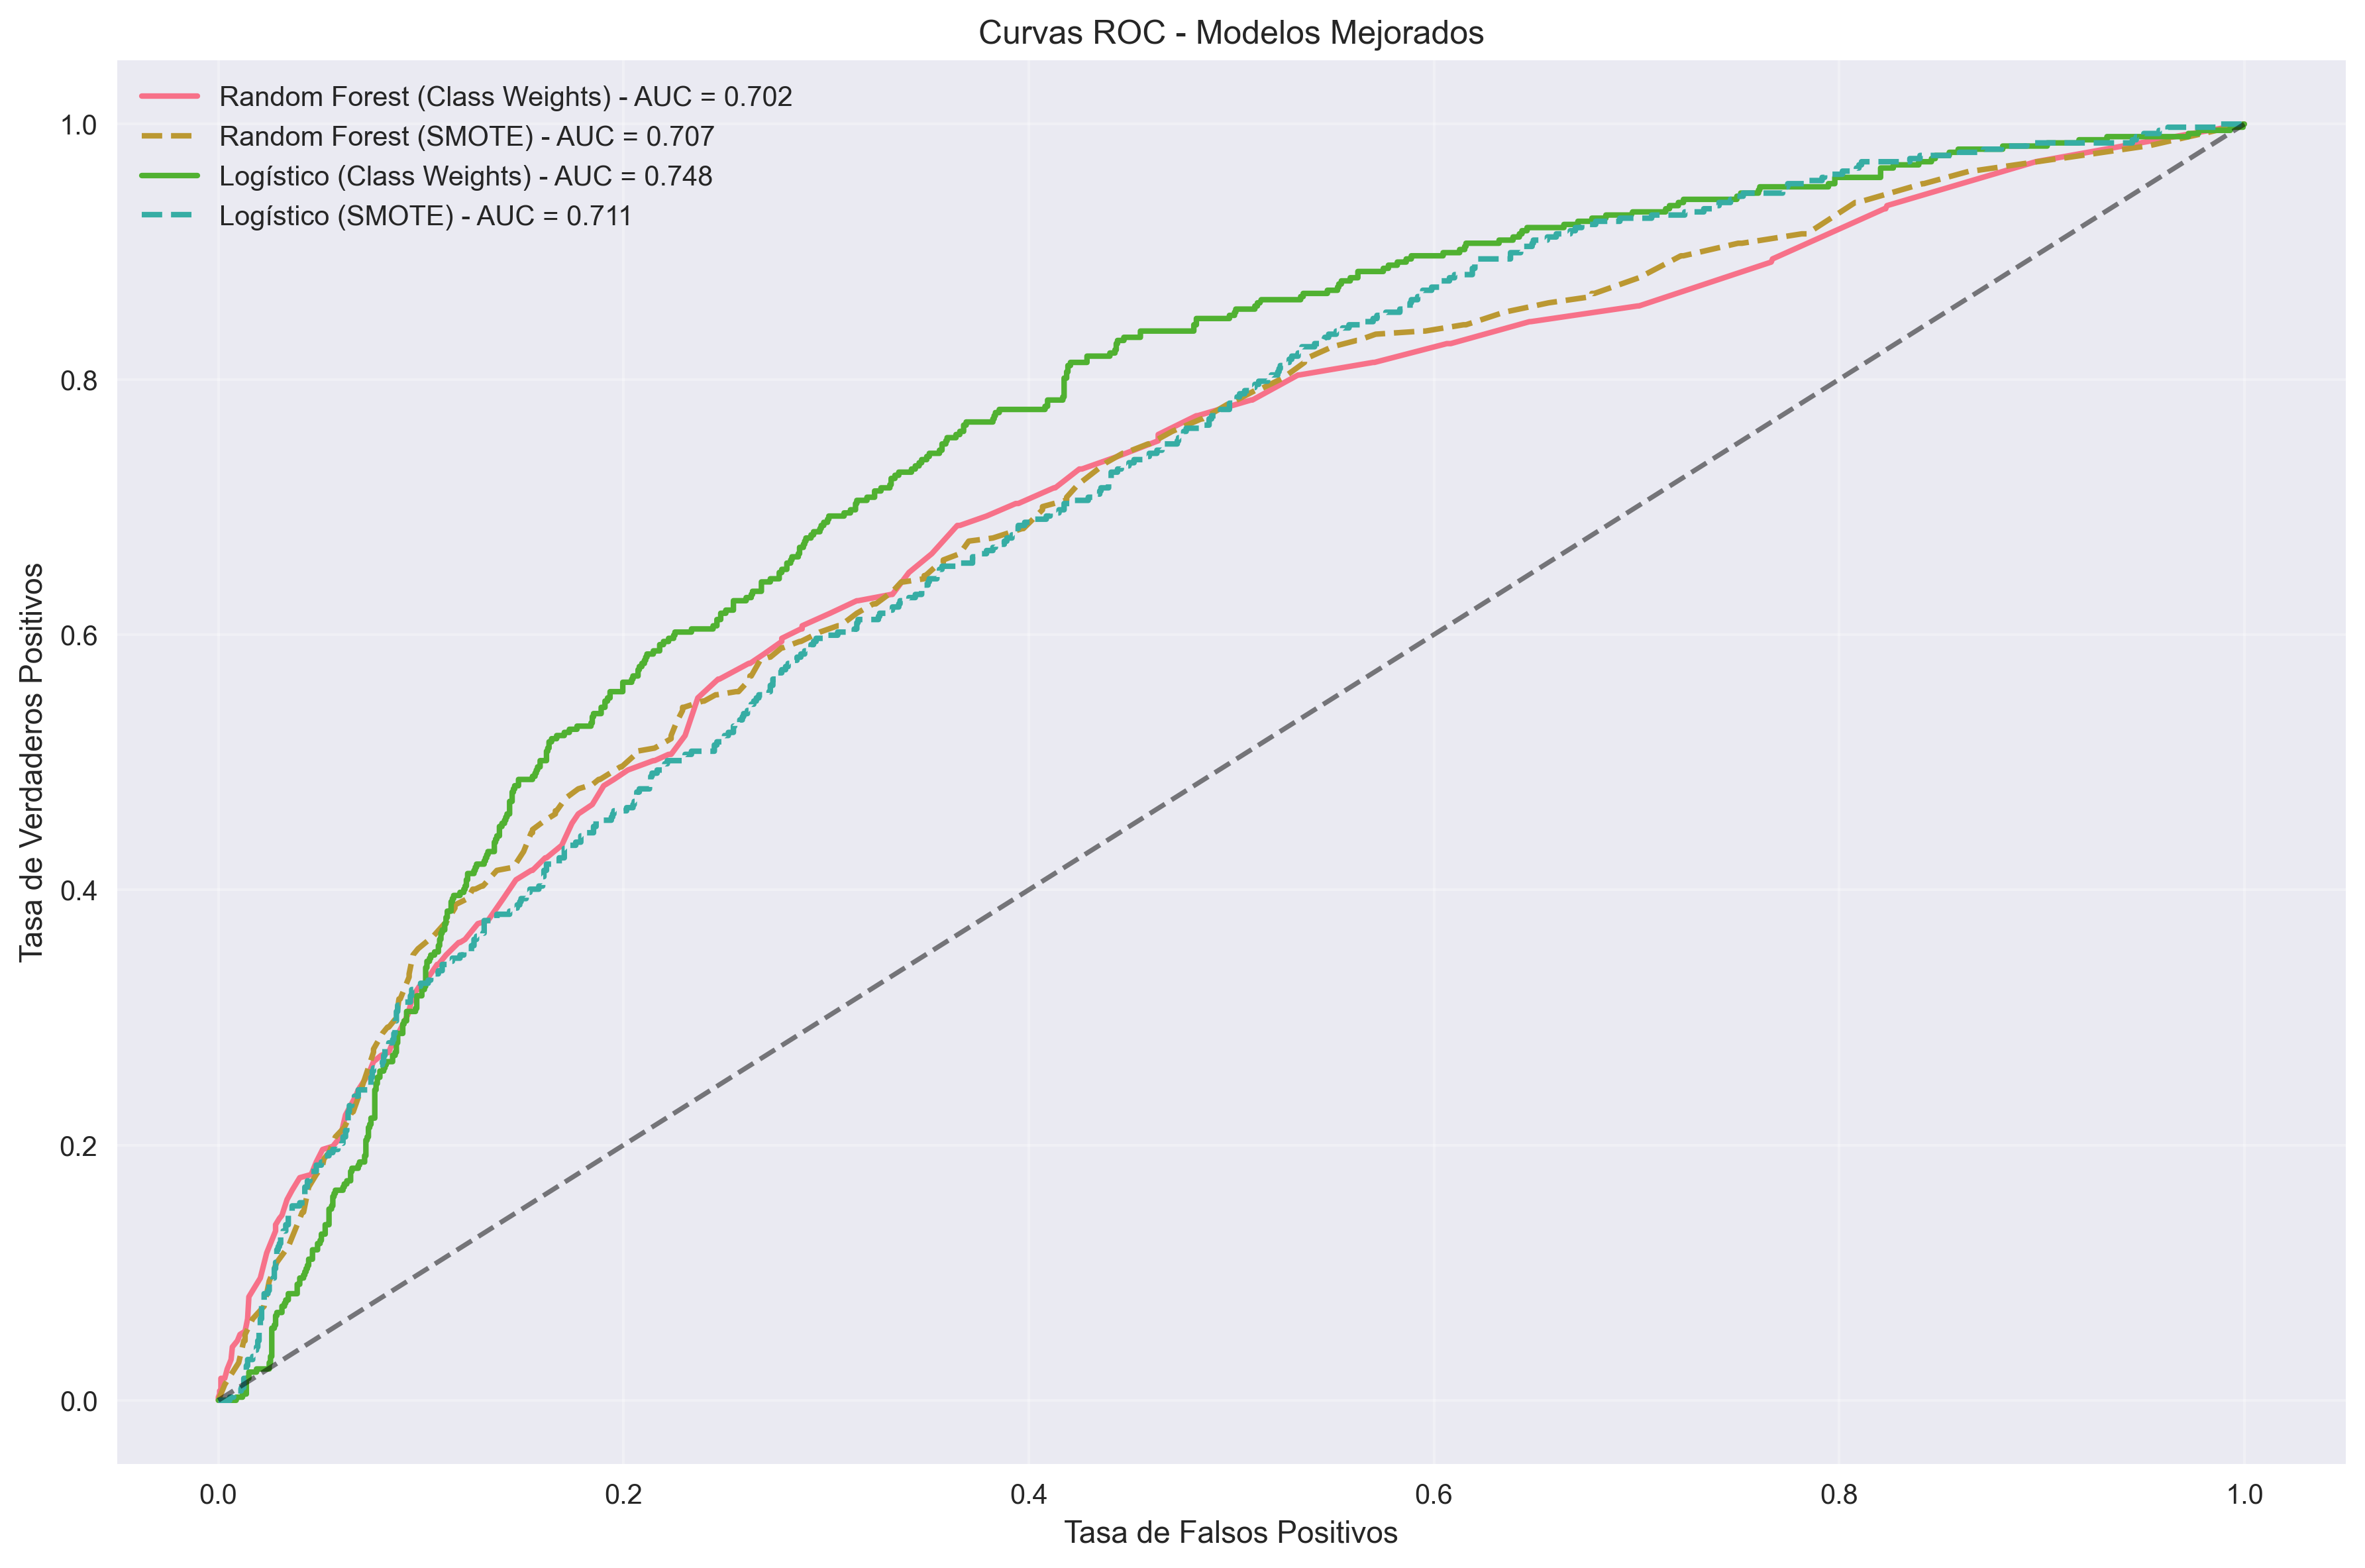 Curvas ROC - Modelos Mejorados
Random Forest (Class Weights) - AUC = 0.702
Random Forest (SMOTE) - AUC = 0.707
Logístico (Class Weights) - AUC = 0.748
Logístico (SMOTE) - AUC = 0.711
1.0
0.8
0.6
0.4
0.2
0.0
Tasa de Verdaderos Positivos
0.0 0.2 0.4 0.6 0.8 1.0
Tasa de Falsos Positivos